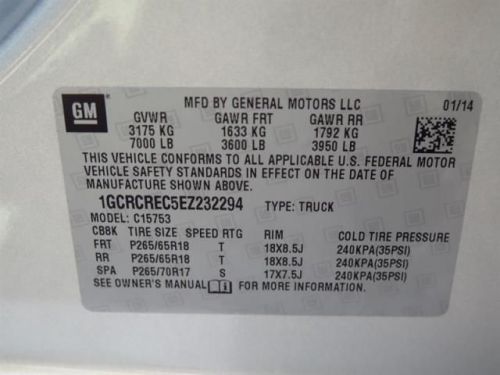 GM
MFD BY GENERAL MOTORS LLC 01/14
GVWR GAWR FRT GAWR RR
3175 KG 1633 KG 1792 KG
7000 LB 3600 LB 3950 LB
THIS VEHICLE CONFORMS TO ALL APPLICABLE U.S. FEDERAL MOTOR
VEHICLE SAFETY STANDARDS IN EFFECT ON THE DATE OF
MANUFACTURE SHOWN ABOVE.
1GCRCREC5EZ232294 TYPE: TRUCK
MODEL: C15753
CB8K TIRE SIZE SPEED RTG RIM COLD TIRE PRESSURE
FRT P265/65R18 T 18X8.5J 240KPA(35PSI)
RR P265/65R18 T 18X8.5J 240KPA(35PSI)
SPA P265/70R17 S 17X7.5J 240KPA(35PSI)
SEE OWNER'S MANUAL FOR MORE INFORMATION.